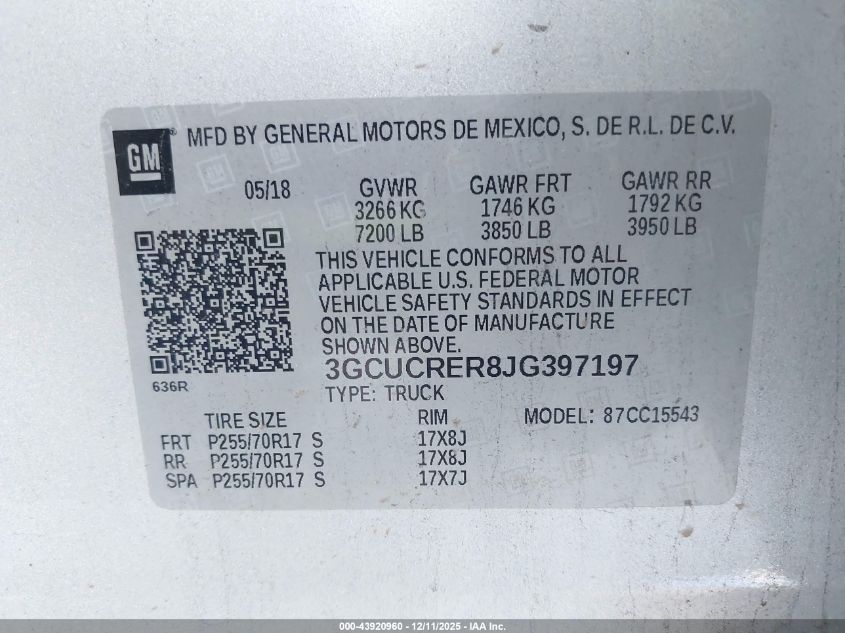 GM
MFD BY GENERAL MOTORS DE MEXICO, S. DE R.L. DE C.V.
05/18 GVWR GAWR FRT GAWR RR
3266 KG 1746 KG 1792 KG
7200 LB 3850 LB 3950 LB
THIS VEHICLE CONFORMS TO ALL
APPLICABLE U.S. FEDERAL MOTOR
VEHICLE SAFETY STANDARDS IN EFFECT
ON THE DATE OF MANUFACTURE
SHOWN ABOVE.
3GCUCRER8JG397197
636R
TYPE: TRUCK
TIRE SIZE RIM MODEL: 87CC15543
FRT P255/70R17 S 17X8J
RR P255/70R17 S 17X8J
SPA P255/70R17 S 17X7J
000-43920960 - 12/11/2025 - IAA Inc.